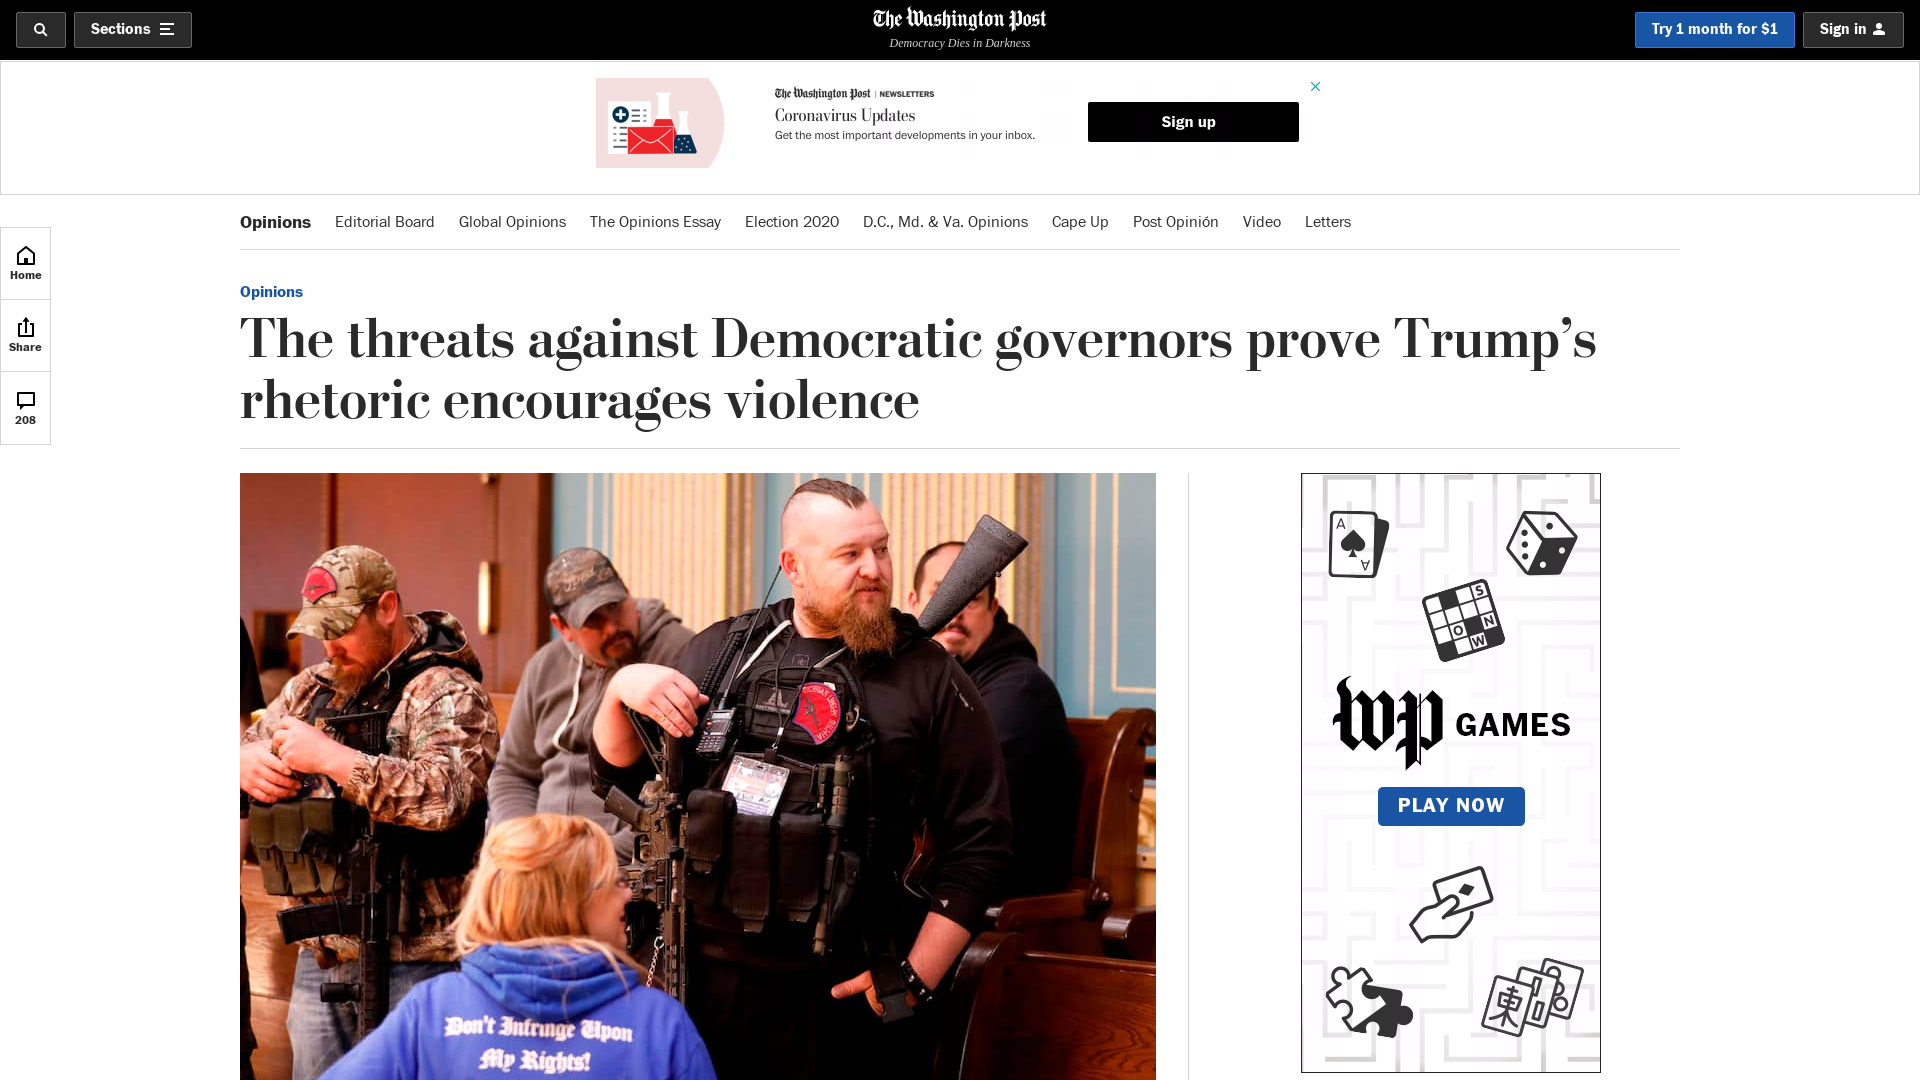 Sections
The Washington Post
Democracy Dies in Darkness
Try 1 month for $1
Sign in
The Washington Post | NEWSLETTERS
Coronavirus Updates
Get the most important developments in your inbox.
Sign up
Opinions Editorial Board Global Opinions The Opinions Essay Election 2020 D.C., Md. & Va. Opinions Cape Up Post Opinión Video Letters
Home
Share
208
Opinions
The threats against Democratic governors prove Trump’s
rhetoric encourages violence
Don't Infringe Upon
My Rights!
A
A
S
O N
W
wp GAMES
PLAY NOW
東